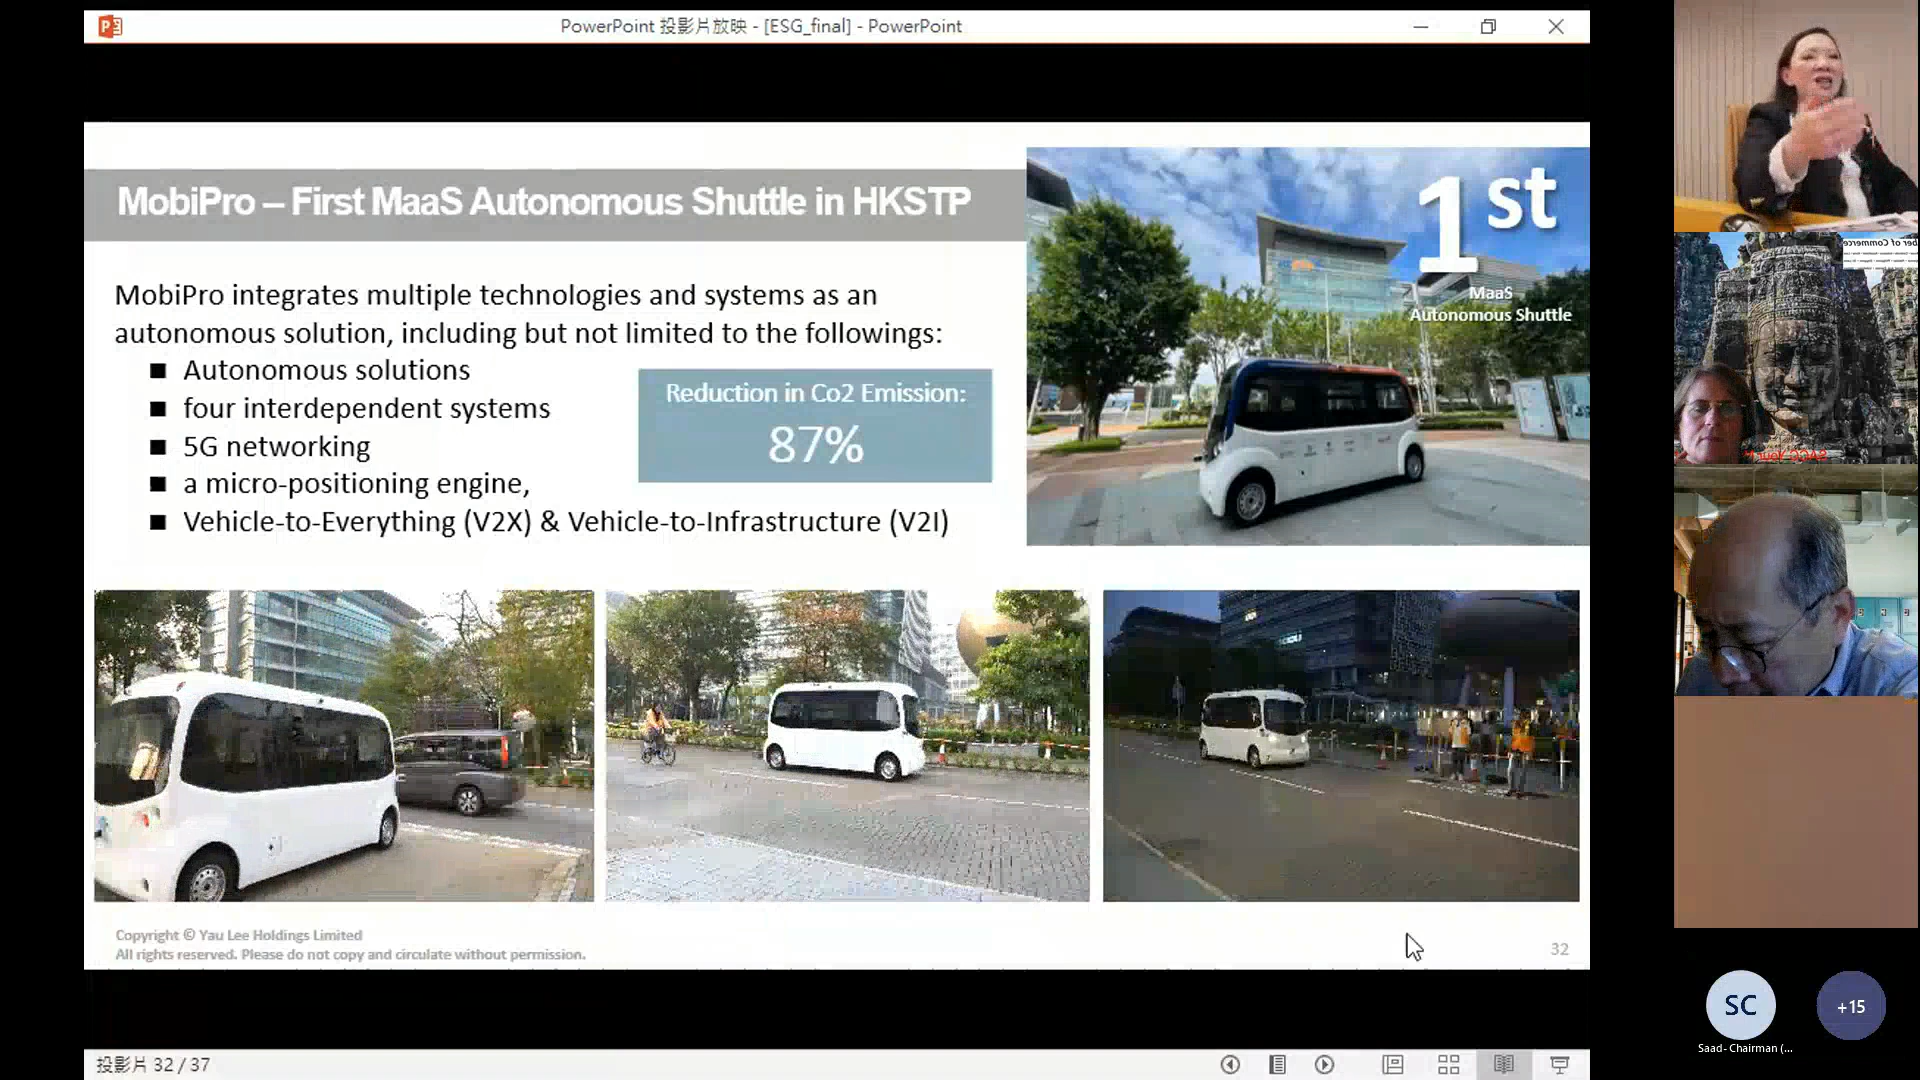 PowerPoint 投影片放映 - [ESG_final] - PowerPoint
MobiPro – First MaaS Autonomous Shuttle in HKSTP
1st
MaaS
Autonomous Shuttle
MobiPro integrates multiple technologies and systems as an
autonomous solution, including but not limited to the followings:
■ Autonomous solutions
■ four interdependent systems
■ 5G networking
■ a micro-positioning engine,
■ Vehicle-to-Everything (V2X) & Vehicle-to-Infrastructure (V2I)
Reduction in Co2 Emission:
87%
Copyright © Yau Lee Holdings Limited
All rights reserved. Please do not copy and circulate without permission.
32
投影片 32 / 37
ber of Commerce
SC
+15
Saad- Chairman (...